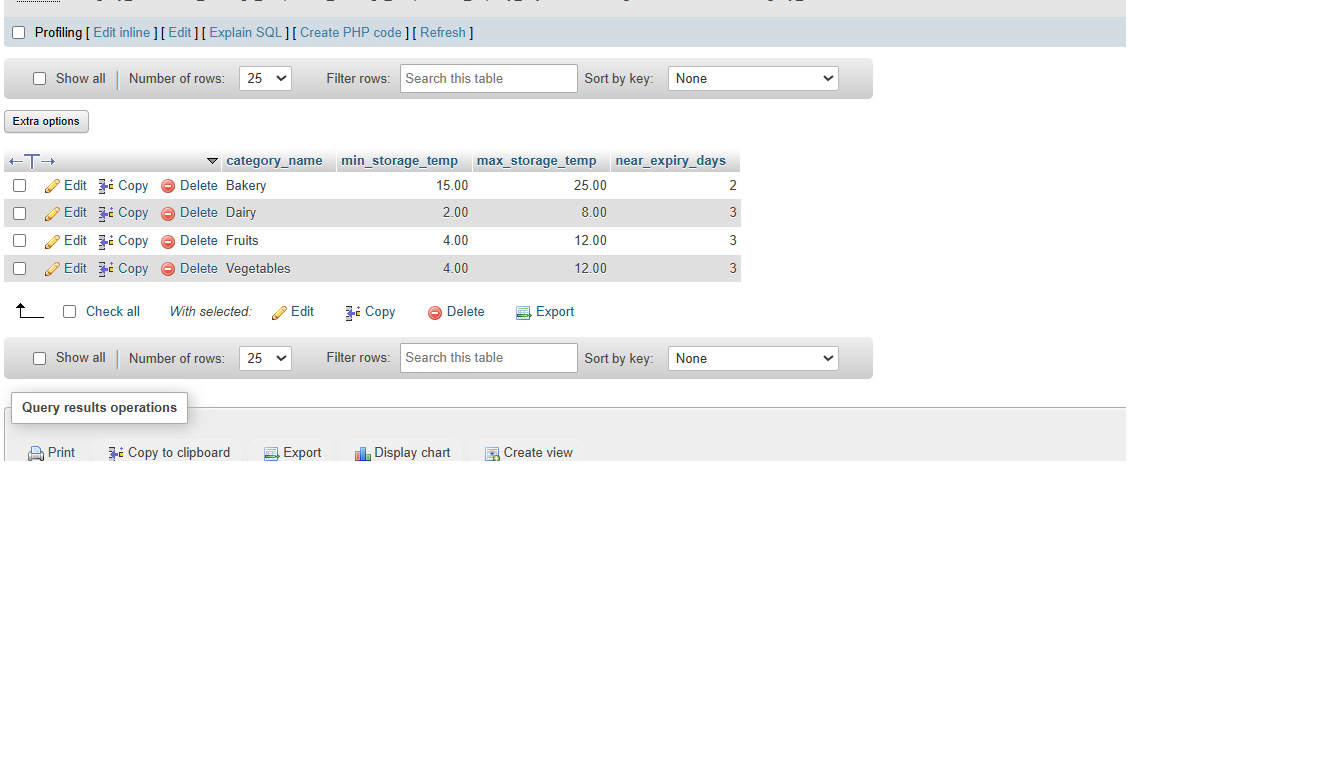 Profiling [ Edit inline ] [ Edit ] [ Explain SQL ] [ Create PHP code ] [ Refresh ]
Show all Number of rows: 25 Filter rows: Search this table Sort by key: None
Extra options
←T→ category_name min_storage_temp max_storage_temp near_expiry_days
Edit Copy Delete Bakery 15.00 25.00 2
Edit Copy Delete Dairy 2.00 8.00 3
Edit Copy Delete Fruits 4.00 12.00 3
Edit Copy Delete Vegetables 4.00 12.00 3
Check all With selected: Edit Copy Delete Export
Show all Number of rows: 25 Filter rows: Search this table Sort by key: None
Query results operations
Print Copy to clipboard Export Display chart Create view